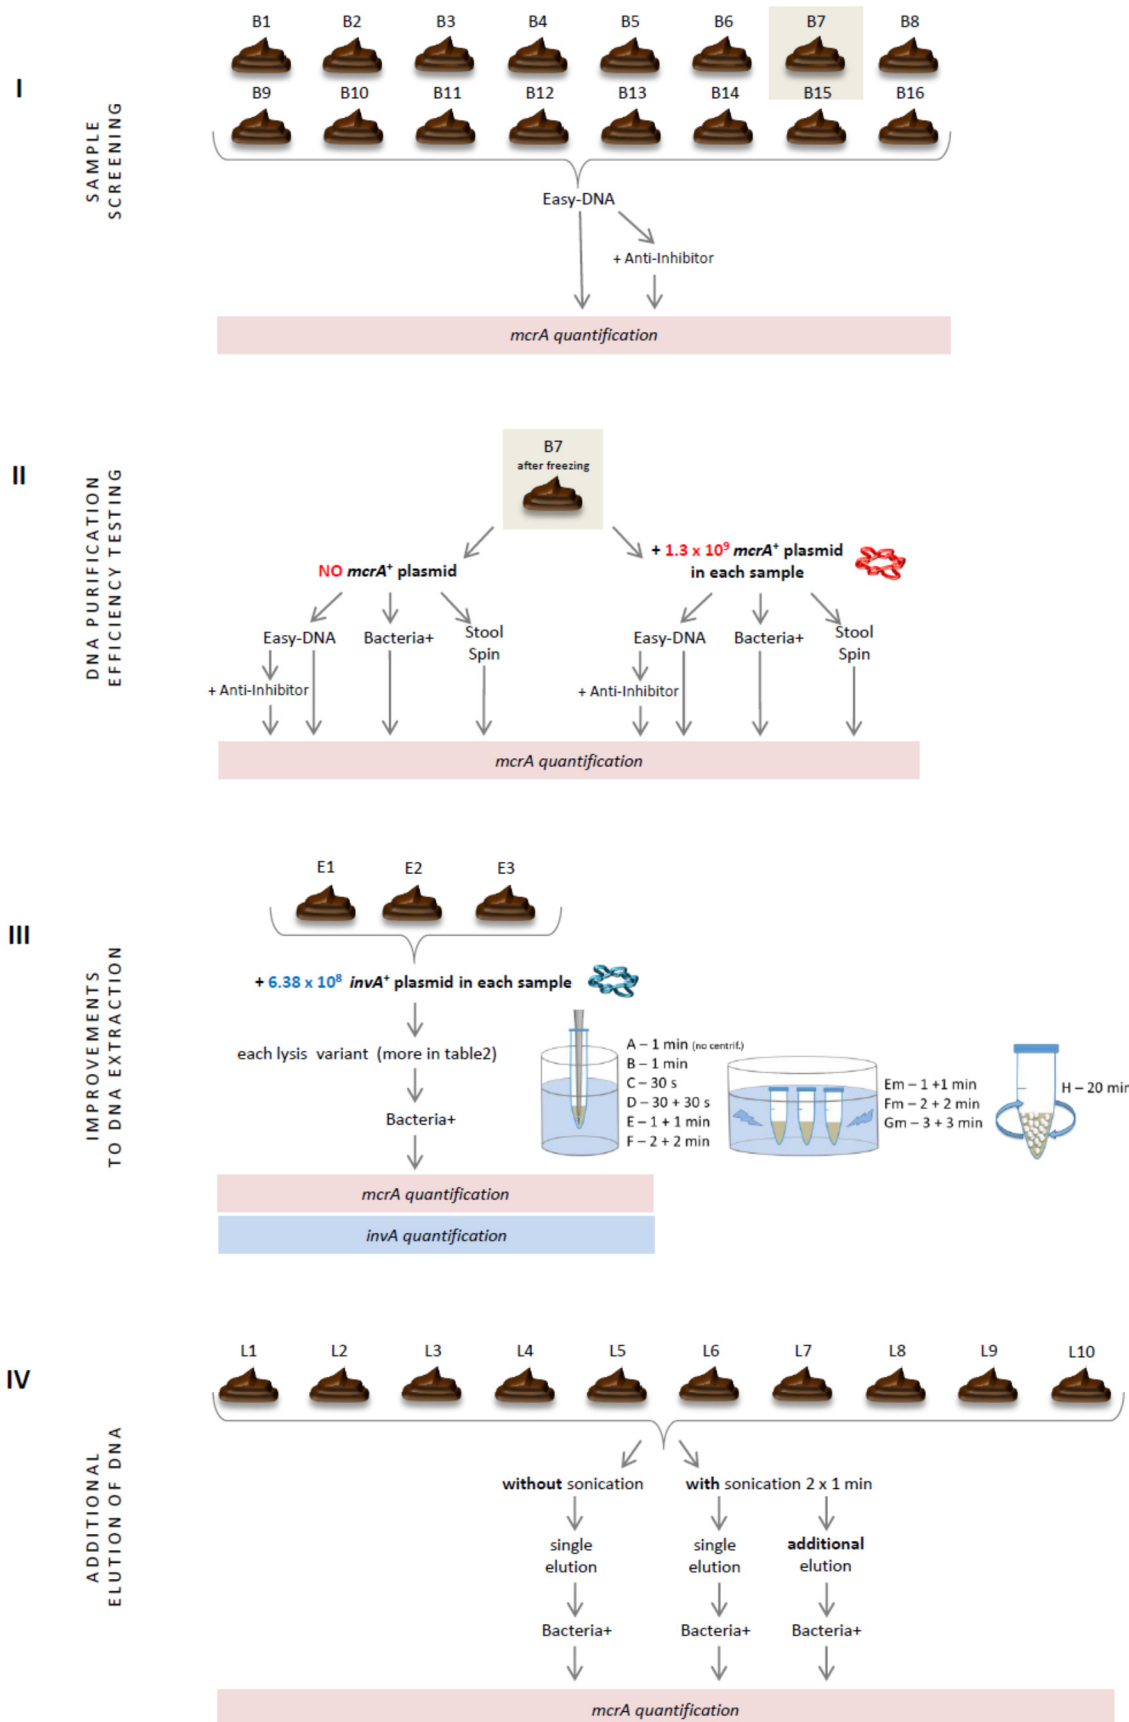 I
SAMPLE
SCREENING
B1 B2 B3 B4 B5 B6 B7 B8
B9 B10 B11 B12 B13 B14 B15 B16
Easy-DNA
+ Anti-Inhibitor
mcrA quantification
II
DNA PURIFICATION
EFFICIENCY TESTING
B7
after freezing
NO mcrA⁺ plasmid
+ 1.3 x 10⁹ mcrA⁺ plasmid
in each sample
Easy-DNA Bacteria+ Stool
Spin
+ Anti-Inhibitor
Easy-DNA Bacteria+ Stool
Spin
+ Anti-Inhibitor
mcrA quantification
III
IMPROVEMENTS
TO DNA EXTRACTION
E1 E2 E3
+ 6.38 x 10⁸ invA⁺ plasmid in each sample
each lysis variant (more in table2)
Bacteria+
A – 1 min (no centrif.)
B – 1 min
C – 30 s
D – 30 + 30 s
E – 1 + 1 min
F – 2 + 2 min
Em – 1 +1 min
Fm – 2 + 2 min
Gm – 3 + 3 min
H – 20 min
mcrA quantification
invA quantification
IV
ADDITIONAL
ELUTION OF DNA
L1 L2 L3 L4 L5 L6 L7 L8 L9 L10
without sonication with sonication 2 x 1 min
single
elution
single
elution
additional
elution
Bacteria+ Bacteria+ Bacteria+
mcrA quantification